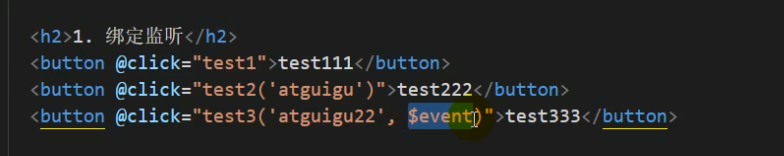 <h2>1. 绑定监听</h2>
<button @click="test1">test111</button>
<button @click="test2('atguigu')">test222</button>
<button @click="test3('atguigu22', $event)">test333</button>